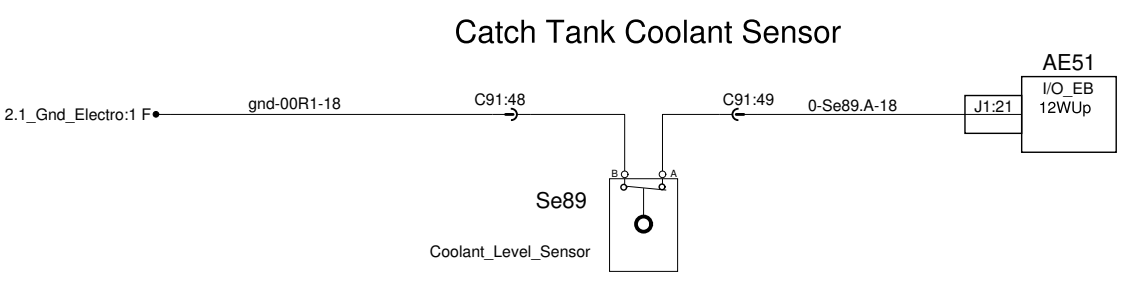 Catch Tank Coolant Sensor
AE51
I/O_EB
12WUp
J1:21
2.1_Gnd_Electro:1 F
gnd-00R1-18
C91:48
C91:49
0-Se89.A-18
B
A
Se89
Coolant_Level_Sensor